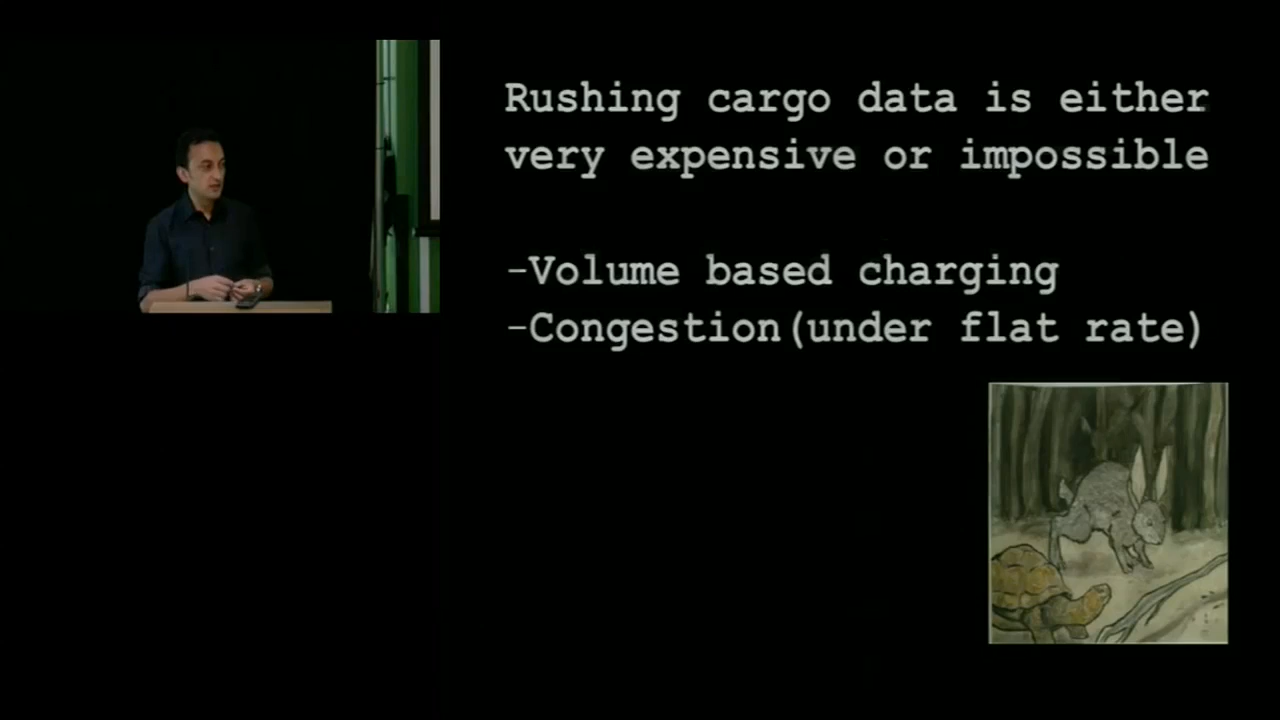 Rushing cargo data is either
very expensive or impossible
-Volume based charging
-Congestion(under flat rate)